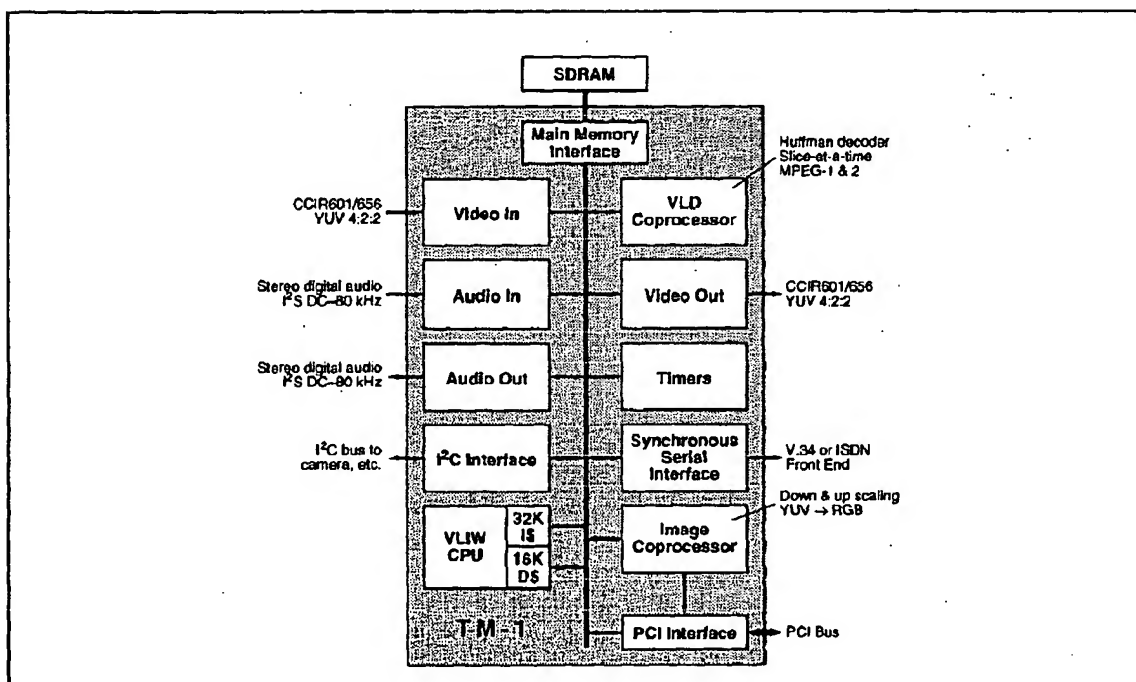 SDRAM
Main Memory
Interface
Huffman decoder
Slice-at-a-time
MPEG-1 & 2
CCIR601/656
YUV 4:2:2
Video In
VLD
Coprocessor
Stereo digital audio
I²S DC–80 kHz
Audio In
Video Out
CCIR601/656
YUV 4:2:2
Stereo digital audio
I²S DC–80 kHz
Audio Out
Timers
I²C bus to
camera, etc.
I²C Interface
Synchronous
Serial
Interface
V.34 or ISDN
Front End
Down & up scaling
YUV → RGB
VLIW
CPU
32K
I$
16K
D$
Image
Coprocessor
TM-1
PCI Interface
PCI Bus